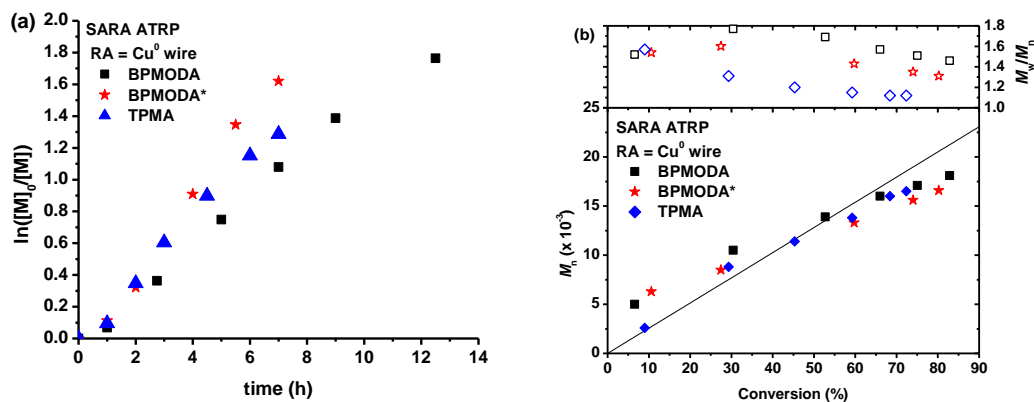 (a)
SARA ATRP
RA = Cu⁰ wire
BPMODA
BPMODA*
TPMA
ln([M]₀/[M])
2.0
1.8
1.6
1.4
1.2
1.0
0.8
0.6
0.4
0.2
0.0
0 2 4 6 8 10 12 14
time (h)
(b)
1.8
1.6
1.4
1.2
1.0
Mw/Mn
SARA ATRP
RA = Cu⁰ wire
BPMODA
BPMODA*
TPMA
Mn (x 10⁻³)
25
20
15
10
5
0
0 10 20 30 40 50 60 70 80 90
Conversion (%)